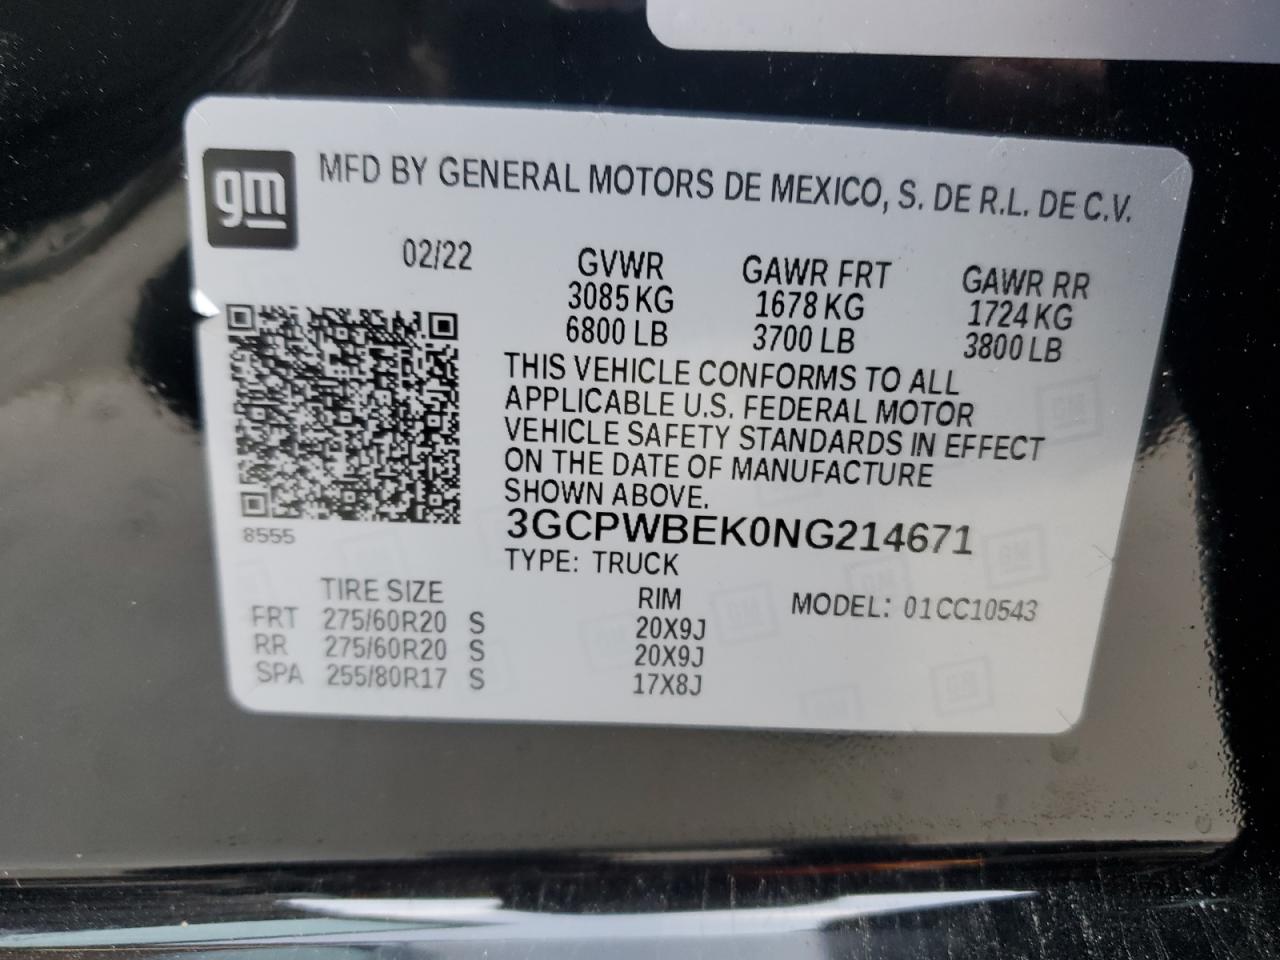 gm
MFD BY GENERAL MOTORS DE MEXICO, S. DE R.L. DE C.V.
02/22
GVWR GAWR FRT GAWR RR
3085 KG 1678 KG 1724 KG
6800 LB 3700 LB 3800 LB
THIS VEHICLE CONFORMS TO ALL
APPLICABLE U.S. FEDERAL MOTOR
VEHICLE SAFETY STANDARDS IN EFFECT
ON THE DATE OF MANUFACTURE
SHOWN ABOVE.
8555
3GCPWBEK0NG214671
TYPE: TRUCK
TIRE SIZE RIM MODEL: 01CC10543
FRT 275/60R20 S 20X9J
RR 275/60R20 S 20X9J
SPA 255/80R17 S 17X8J